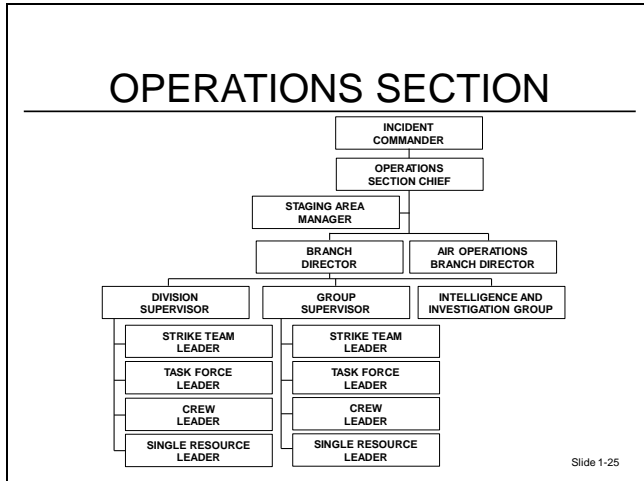 OPERATIONS SECTION
INCIDENT
COMMANDER
OPERATIONS
SECTION CHIEF
STAGING AREA
MANAGER
BRANCH
DIRECTOR
AIR OPERATIONS
BRANCH DIRECTOR
DIVISION
SUPERVISOR
GROUP
SUPERVISOR
INTELLIGENCE AND
INVESTIGATION GROUP
STRIKE TEAM
LEADER
TASK FORCE
LEADER
CREW
LEADER
SINGLE RESOURCE
LEADER
STRIKE TEAM
LEADER
TASK FORCE
LEADER
CREW
LEADER
SINGLE RESOURCE
LEADER
Slide 1-25